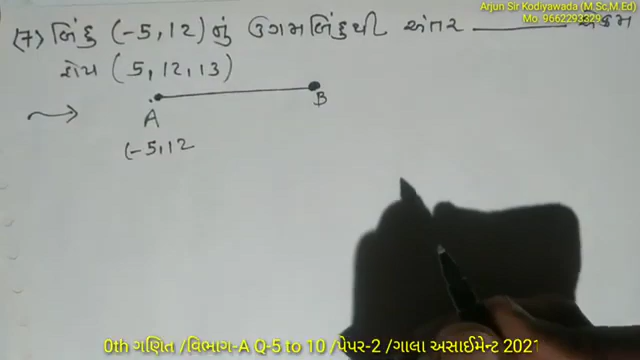 Arjun Sir Kodiyawada (M.Sc,M.Ed)
Mo. 9662293329
(7) બિંદુ (-5, 12) નું ઉગમબિંદુથી અંતર ______ એકમ
હોય (5, 12, 13)
A B
(-5, 12
0th ગણિત /વિભાગ-A Q-5 to 10 /પેપર-2 /ગાલા અસાઈમેન્ટ 2021